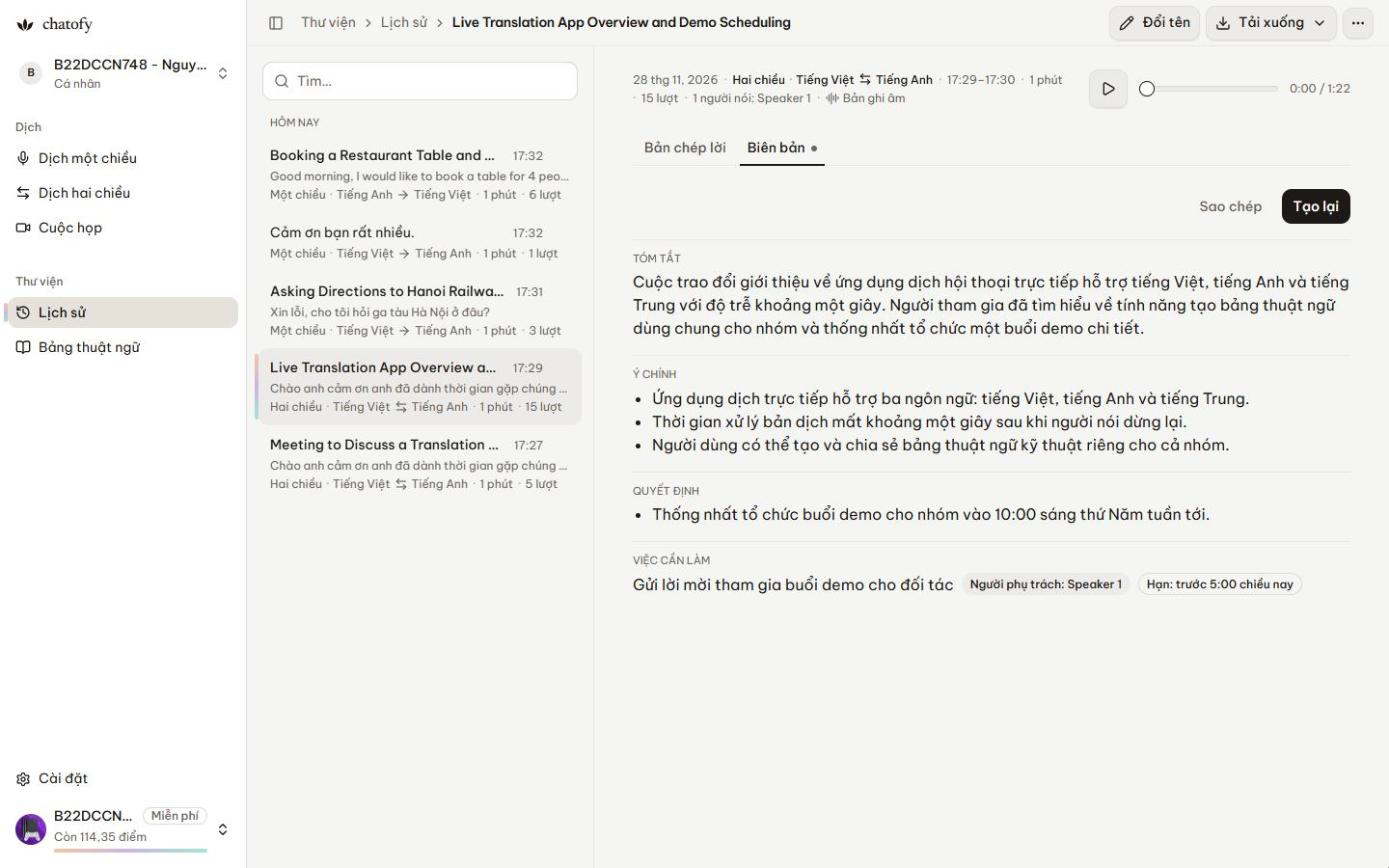 chatofy
B
B22DCCN748 - Nguy...
Cá nhân
Dịch
Dịch một chiều
Dịch hai chiều
Cuộc họp
Thư viện
Lịch sử
Bảng thuật ngữ
Cài đặt
B22DCCN... Miễn phí
Còn 114,35 điểm
Thư viện > Lịch sử > Live Translation App Overview and Demo Scheduling
Đổi tên
Tải xuống
Tìm...
HÔM NAY
Booking a Restaurant Table and ... 17:32
Good morning, I would like to book a table for 4 peo...
Một chiều · Tiếng Anh → Tiếng Việt · 1 phút · 6 lượt
Cảm ơn bạn rất nhiều. 17:32
Một chiều · Tiếng Việt → Tiếng Anh · 1 phút · 1 lượt
Asking Directions to Hanoi Railwa... 17:31
Xin lỗi, cho tôi hỏi ga tàu Hà Nội ở đâu?
Một chiều · Tiếng Việt → Tiếng Anh · 1 phút · 3 lượt
Live Translation App Overview a... 17:29
Chào anh cảm ơn anh đã dành thời gian gặp chúng ...
Hai chiều · Tiếng Việt ⇆ Tiếng Anh · 1 phút · 15 lượt
Meeting to Discuss a Translation ... 17:27
Chào anh cảm ơn anh đã dành thời gian gặp chúng ...
Hai chiều · Tiếng Việt ⇆ Tiếng Anh · 1 phút · 5 lượt
28 thg 11, 2026 · Hai chiều · Tiếng Việt ⇆ Tiếng Anh · 17:29–17:30 · 1 phút
· 15 lượt · 1 người nói: Speaker 1 · Bản ghi âm
0:00 / 1:22
Bản chép lời
Biên bản
Sao chép
Tạo lại
TÓM TẮT
Cuộc trao đổi giới thiệu về ứng dụng dịch hội thoại trực tiếp hỗ trợ tiếng Việt, tiếng Anh và tiếng
Trung với độ trễ khoảng một giây. Người tham gia đã tìm hiểu về tính năng tạo bảng thuật ngữ
dùng chung cho nhóm và thống nhất tổ chức một buổi demo chi tiết.
Ý CHÍNH
• Ứng dụng dịch trực tiếp hỗ trợ ba ngôn ngữ: tiếng Việt, tiếng Anh và tiếng Trung.
• Thời gian xử lý bản dịch mất khoảng một giây sau khi người nói dừng lại.
• Người dùng có thể tạo và chia sẻ bảng thuật ngữ kỹ thuật riêng cho cả nhóm.
QUYẾT ĐỊNH
• Thống nhất tổ chức buổi demo cho nhóm vào 10:00 sáng thứ Năm tuần tới.
VIỆC CẦN LÀM
Gửi lời mời tham gia buổi demo cho đối tác Người phụ trách: Speaker 1 Hạn: trước 5:00 chiều nay